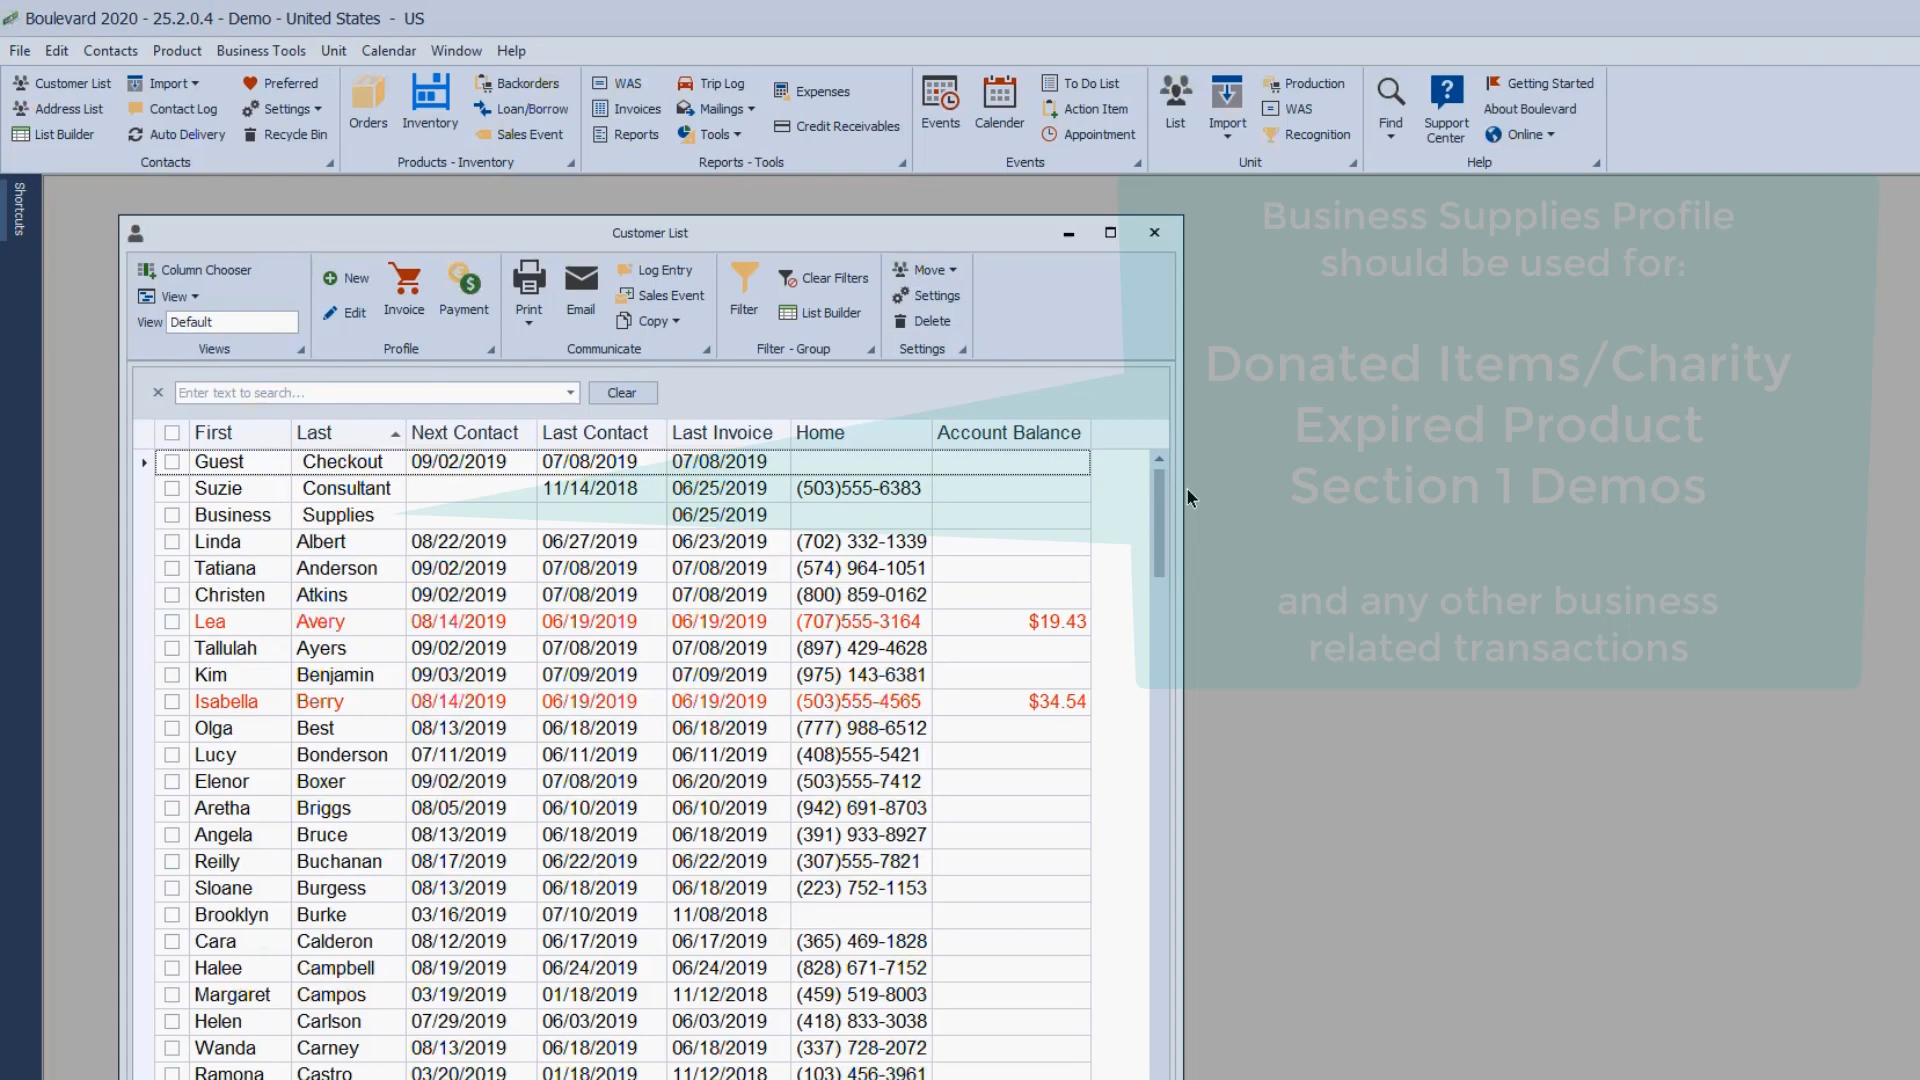 Boulevard 2020 - 25.2.0.4 - Demo - United States - US
File Edit Contacts Product Business Tools Unit Calendar Window Help
Customer List Import Preferred
Address List Contact Log Settings
List Builder Auto Delivery Recycle Bin
Contacts
Orders Inventory Backorders
Loan/Borrow
Sales Event
Products - Inventory
WAS Trip Log Expenses
Invoices Mailings Credit Receivables
Reports Tools
Reports - Tools
Events Calender To Do List
Action Item
Appointment
Events
List Import Production
WAS
Recognition
Unit
Find Support Center Getting Started
About Boulevard
Online
Help
Shortcuts
Customer List
Column Chooser
View
View Default
Views
New
Edit
Invoice Payment
Profile
Print Email Log Entry
Sales Event
Copy
Communicate
Filter Clear Filters
List Builder
Filter - Group
Move
Settings
Delete
Settings
Enter text to search... Clear
First Last Next Contact Last Contact Last Invoice Home Account Balance
Guest Checkout 09/02/2019 07/08/2019 07/08/2019
Suzie Consultant 11/14/2018 06/25/2019 (503)555-6383
Business Supplies 06/25/2019
Linda Albert 08/22/2019 06/27/2019 06/23/2019 (702) 332-1339
Tatiana Anderson 09/02/2019 07/08/2019 07/08/2019 (574) 964-1051
Christen Atkins 09/02/2019 07/08/2019 07/08/2019 (800) 859-0162
Lea Avery 08/14/2019 06/19/2019 06/19/2019 (707)555-3164 $19.43
Tallulah Ayers 09/02/2019 07/08/2019 07/08/2019 (897) 429-4628
Kim Benjamin 09/03/2019 07/09/2019 07/09/2019 (975) 143-6381
Isabella Berry 08/14/2019 06/19/2019 06/19/2019 (503)555-4565 $34.54
Olga Best 08/13/2019 06/18/2019 06/18/2019 (777) 988-6512
Lucy Bonderson 07/11/2019 06/11/2019 06/11/2019 (408)555-5421
Elenor Boxer 09/02/2019 07/08/2019 06/20/2019 (503)555-7412
Aretha Briggs 08/05/2019 06/10/2019 06/10/2019 (942) 691-8703
Angela Bruce 08/13/2019 06/18/2019 06/18/2019 (391) 933-8927
Reilly Buchanan 08/17/2019 06/22/2019 06/22/2019 (307)555-7821
Sloane Burgess 08/13/2019 06/18/2019 06/18/2019 (223) 752-1153
Brooklyn Burke 03/16/2019 07/10/2019 11/08/2018
Cara Calderon 08/12/2019 06/17/2019 06/17/2019 (365) 469-1828
Halee Campbell 08/19/2019 06/24/2019 06/24/2019 (828) 671-7152
Margaret Campos 03/19/2019 01/18/2019 11/12/2018 (459) 519-8003
Helen Carlson 07/29/2019 06/03/2019 06/03/2019 (418) 833-3038
Wanda Carney 08/13/2019 06/18/2019 06/18/2019 (337) 728-2072
Ramona Castro 03/20/2019 01/18/2019 11/12/2018 (103) 456-3961
Business Supplies Profile
should be used for:
Donated Items/Charity
Expired Product
Section 1 Demos
and any other business
related transactions